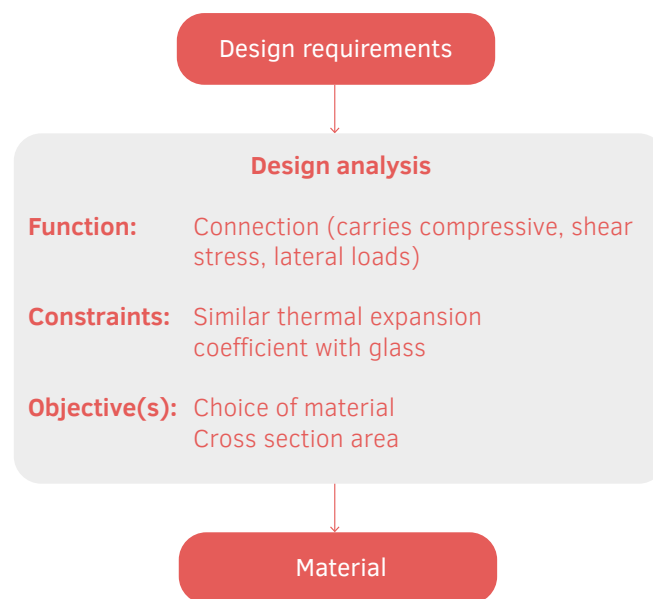 Design requirements
Design analysis
Function: Connection (carries compressive, shear
stress, lateral loads)
Constraints: Similar thermal expansion
coefficient with glass
Objective(s): Choice of material
Cross section area
Material